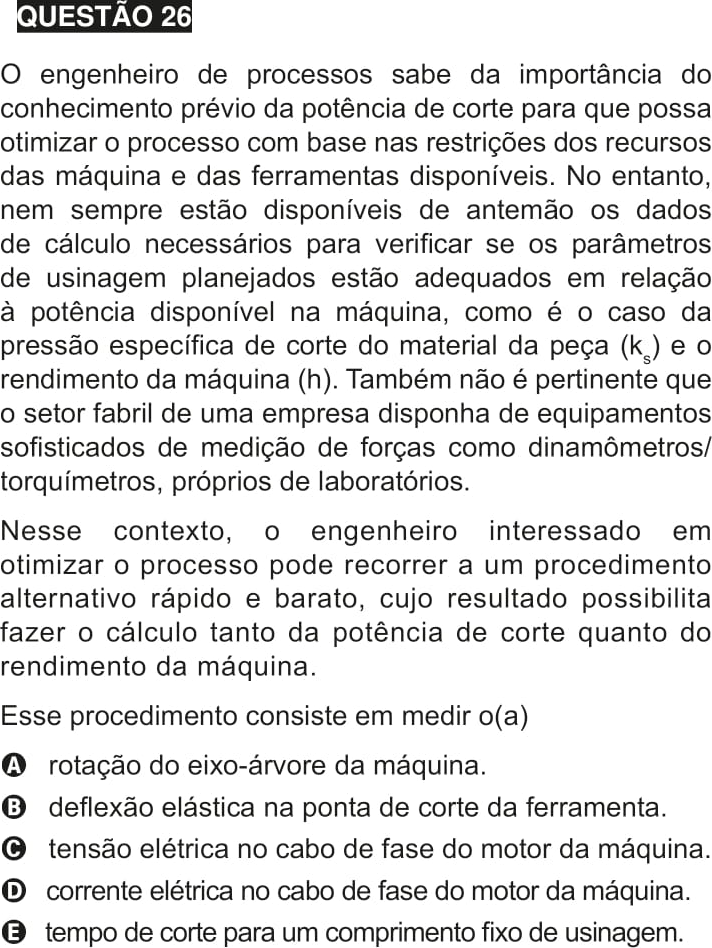 QUESTÃO 26
O engenheiro de processos sabe da importância do
conhecimento prévio da potência de corte para que possa
otimizar o processo com base nas restrições dos recursos
das máquina e das ferramentas disponíveis. No entanto,
nem sempre estão disponíveis de antemão os dados
de cálculo necessários para verificar se os parâmetros
de usinagem planejados estão adequados em relação
à potência disponível na máquina, como é o caso da
pressão específica de corte do material da peça (kₛ) e o
rendimento da máquina (h). Também não é pertinente que
o setor fabril de uma empresa disponha de equipamentos
sofisticados de medição de forças como dinamômetros/
torquímetros, próprios de laboratórios.
Nesse contexto, o engenheiro interessado em
otimizar o processo pode recorrer a um procedimento
alternativo rápido e barato, cujo resultado possibilita
fazer o cálculo tanto da potência de corte quanto do
rendimento da máquina.
Esse procedimento consiste em medir o(a)
A rotação do eixo-árvore da máquina.
B deflexão elástica na ponta de corte da ferramenta.
C tensão elétrica no cabo de fase do motor da máquina.
D corrente elétrica no cabo de fase do motor da máquina.
E tempo de corte para um comprimento fixo de usinagem.